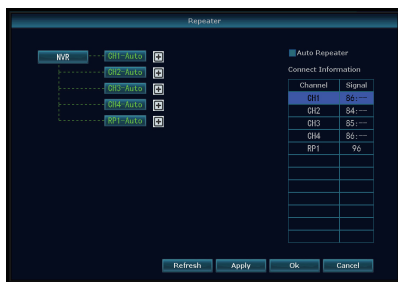 Repeater
NVR
CH1-Auto
CH2-Auto
CH3-Auto
CH4-Auto
RP1-Auto
Auto Repeater
Connect Information
Channel Signal
CH1 86:--
CH2 84:--
CH3 85:--
CH4 86:--
RP1 96
Refresh Apply Ok Cancel